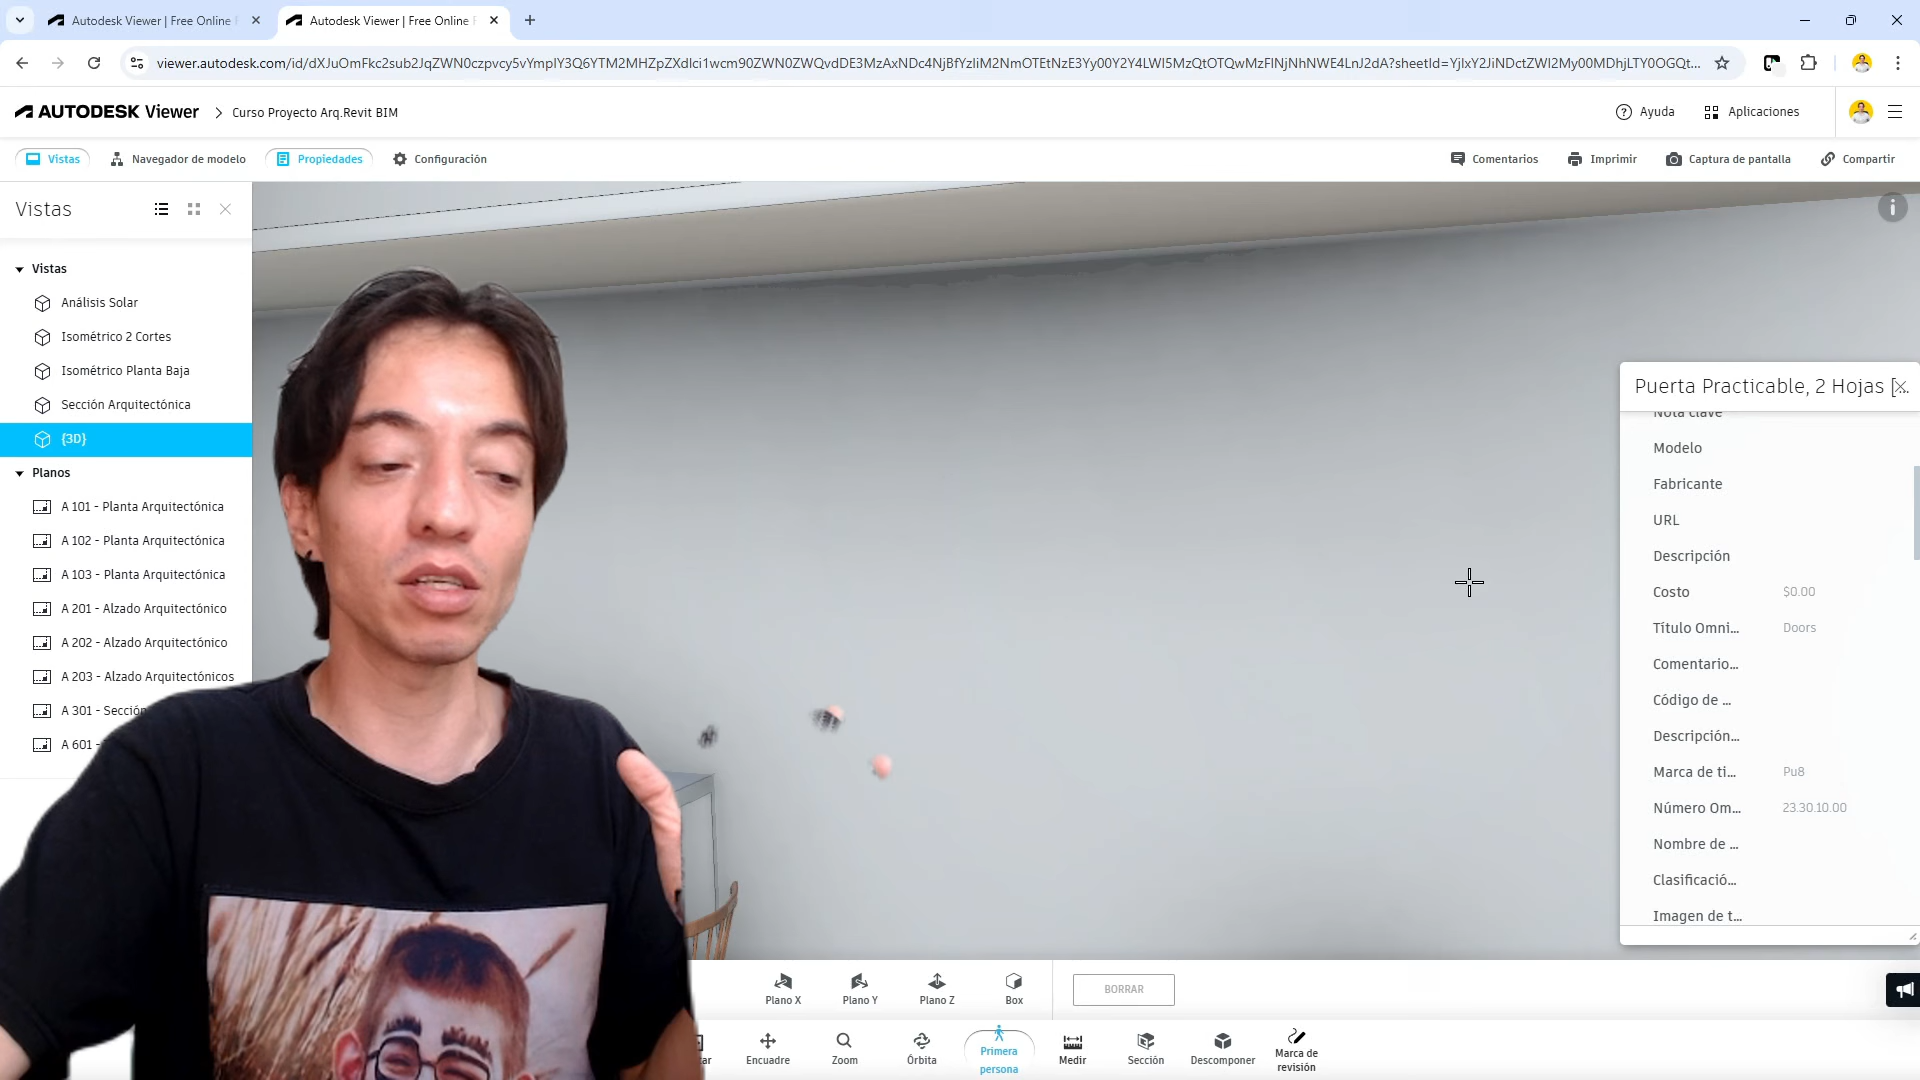 Autodesk Viewer | Free Online
Autodesk Viewer | Free Online F
viewer.autodesk.com/id/dXJuOmFkc2sub2JqZWN0czpvcy5vYmplY3Q6YTM2MHZpZXdlci1wcm90ZWN0ZWQvdDE3MzAxNDc4NjBfYzliM2NmOTEtNzE3Yy00Y2Y4LWI5MzQtOTQwMzFlNjNhNWE4LnJ2dA?sheetId=YjIxY2JiNDctZWI2My00MDhjLTY0OGQt...
AUTODESK Viewer
Curso Proyecto Arq.Revit BIM
Ayuda
Aplicaciones
Vistas
Navegador de modelo
Propiedades
Configuración
Comentarios
Imprimir
Captura de pantalla
Compartir
Vistas
Vistas
Análisis Solar
Isométrico 2 Cortes
Isométrico Planta Baja
Sección Arquitectónica
{3D}
Planos
A 101 - Planta Arquitectónica
A 102 - Planta Arquitectónica
A 103 - Planta Arquitectónica
A 201 - Alzado Arquitectónico
A 202 - Alzado Arquitectónico
A 203 - Alzado Arquitectónicos
A 301 - Sección
A 601 -
Puerta Practicable, 2 Hojas [...
Nota clave
Modelo
Fabricante
URL
Descripción
Costo $0.00
Título Omni... Doors
Comentario...
Código de ...
Descripción...
Marca de ti... Pu8
Número Om... 23.30.10.00
Nombre de ...
Clasificació...
Imagen de t...
Plano X
Plano Y
Plano Z
Box
BORRAR
Encuadre
Zoom
Órbita
Primera
persona
Medir
Sección
Descomponer
Marca de
revisión